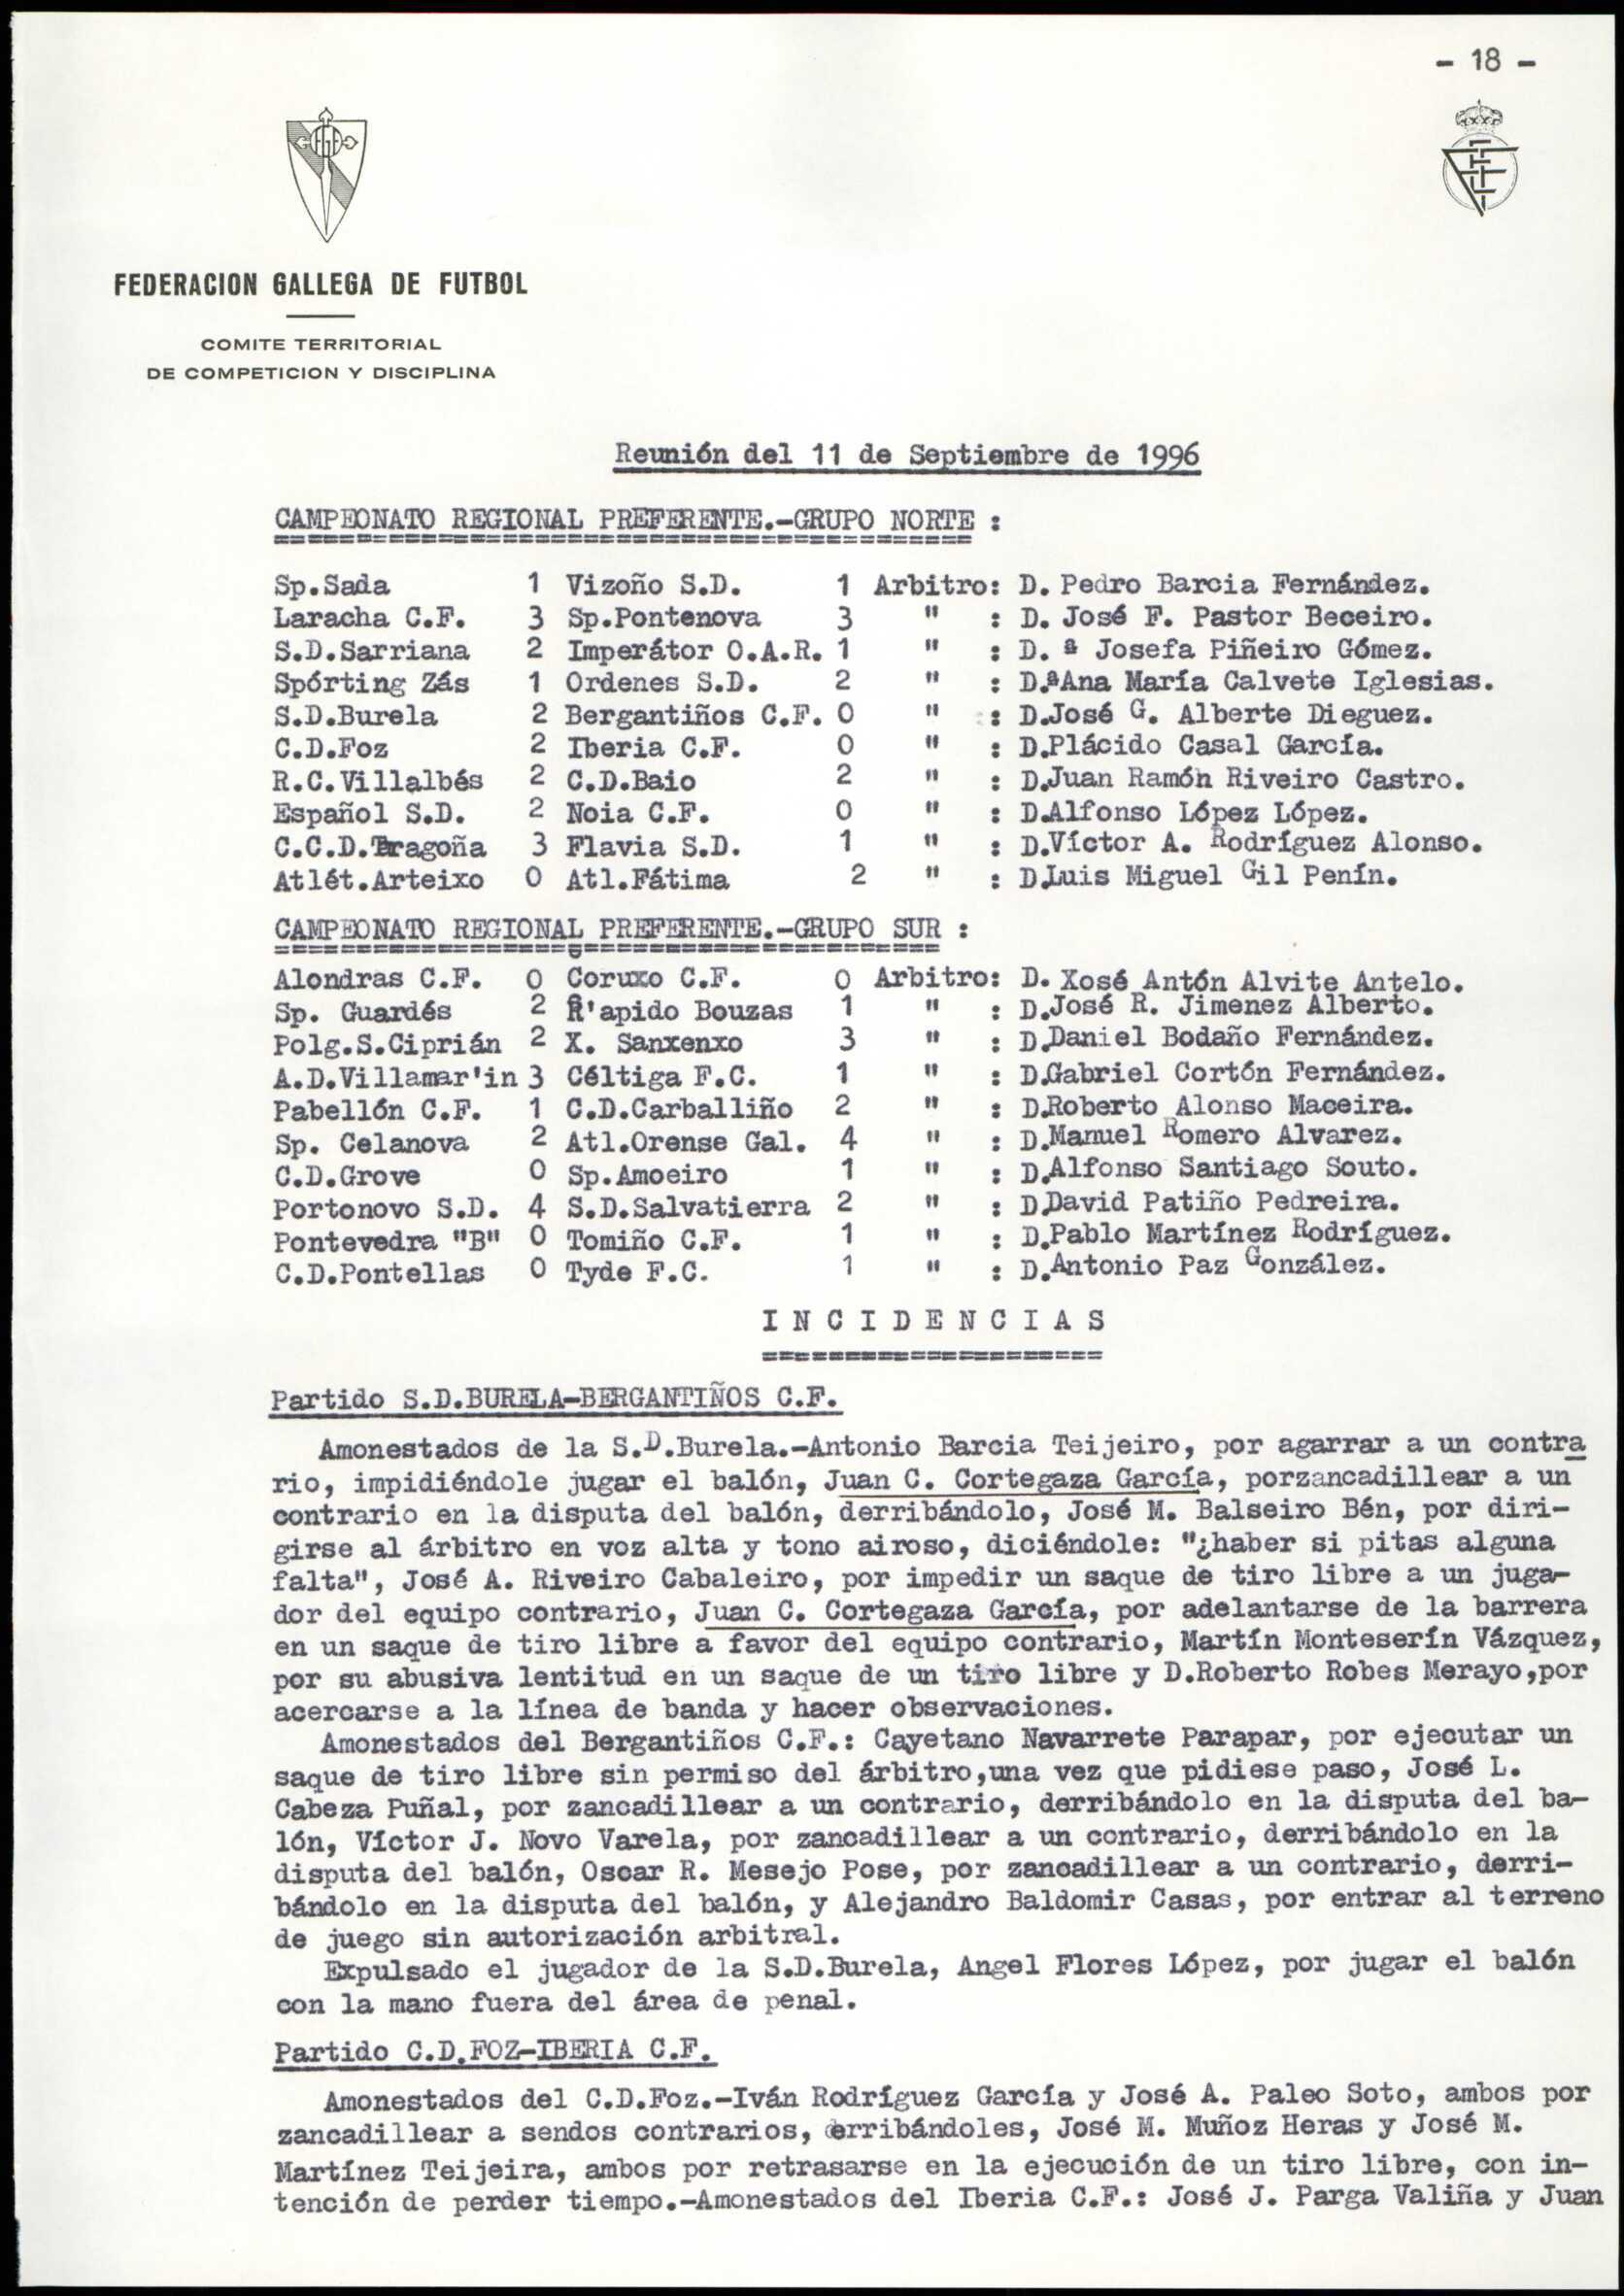 - 18 -
FEDERACION GALLEGA DE FUTBOL
COMITE TERRITORIAL
DE COMPETICION Y DISCIPLINA
Reunión del 11 de Septiembre de 1996
CAMPEONATO REGIONAL PREFERENTE.-GRUPO NORTE :
Sp.Sada 1 Vizoño S.D. 1 Arbitro: D. Pedro Barcia Fernández.
Laracha C.F. 3 Sp.Pontenova 3 " : D. José F. Pastor Beceiro.
S.D.Sarriana 2 Imperátor O.A.R. 1 " : D. ª Josefa Piñeiro Gómez.
Spórting Zás 1 Ordenes S.D. 2 " : D.ªAna María Calvete Iglesias.
S.D.Burela 2 Bergantiños C.F. 0 " : D.José G. Alberte Dieguez.
C.D.Foz 2 Iberia C.F. 0 " : D.Plácido Casal García.
R.C.Villalbés 2 C.D.Baio 2 " : D.Juan Ramón Riveiro Castro.
Español S.D. 2 Noia C.F. 0 " : D.Alfonso López López.
C.C.D.Taragoña 3 Flavia S.D. 1 " : D.Víctor A. Rodríguez Alonso.
Atlét.Arteixo 0 Atl.Fátima 2 " : D.Luis Miguel Gil Penín.
CAMPEONATO REGIONAL PREFERENTE.-GRUPO SUR :
Alondras C.F. 0 Coruxo C.F. 0 Arbitro: D. Xosé Antón Alvite Antelo.
Sp. Guardés 2 R'apido Bouzas 1 " : D.José R. Jimenez Alberto.
Polg.S.Ciprián 2 X. Sanxenxo 3 " : D.Daniel Bodaño Fernández.
A.D.Villamar'in 3 Céltiga F.C. 1 " : D.Gabriel Cortón Fernández.
Pabellón C.F. 1 C.D.Carballiño 2 " : D.Roberto Alonso Maceira.
Sp. Celanova 2 Atl.Orense Gal. 4 " : D.Manuel Romero Alvarez.
C.D.Grove 0 Sp.Amoeiro 1 " : D.Alfonso Santiago Souto.
Portonovo S.D. 4 S.D.Salvatierra 2 " : D.David Patiño Pedreira.
Pontevedra "B" 0 Tomiño C.F. 1 " : D.Pablo Martínez Rodríguez.
C.D.Pontellas 0 Tyde F.C. 1 " : D.Antonio Paz González.
I N C I D E N C I A S
Partido S.D.BURELA-BERGANTIÑOS C.F.
Amonestados de la S.D.Burela.-Antonio Barcia Teijeiro, por agarrar a un contra
rio, impidiéndole jugar el balón, Juan C. Cortegaza García, porzancadillear a un
contrario en la disputa del balón, derribándolo, José M. Balseiro Bén, por diri-
girse al árbitro en voz alta y tono airoso, diciéndole: "¿haber si pitas alguna
falta", José A. Riveiro Cabaleiro, por impedir un saque de tiro libre a un juga-
dor del equipo contrario, Juan C. Cortegaza García, por adelantarse de la barrera
en un saque de tiro libre a favor del equipo contrario, Martín Monteserín Vázquez,
por su abusiva lentitud en un saque de un tiro libre y D.Roberto Robes Merayo,por
acercarse a la línea de banda y hacer observaciones.
Amonestados del Bergantiños C.F.: Cayetano Navarrete Parapar, por ejecutar un
saque de tiro libre sin permiso del árbitro,una vez que pidiese paso, José L.
Cabeza Puñal, por zancadillear a un contrario, derribándolo en la disputa del ba-
lón, Víctor J. Novo Varela, por zancadillear a un contrario, derribándolo en la
disputa del balón, Oscar R. Mesejo Pose, por zancadillear a un contrario, derri-
bándolo en la disputa del balón, y Alejandro Baldomir Casas, por entrar al terreno
de juego sin autorización arbitral.
Expulsado el jugador de la S.D.Burela, Angel Flores López, por jugar el balón
con la mano fuera del área de penal.
Partido C.D.FOZ-IBERIA C.F.
Amonestados del C.D.Foz.-Iván Rodríguez García y José A. Paleo Soto, ambos por
zancadillear a sendos contrarios, derribándoles, José M. Muñoz Heras y José M.
Martínez Teijeira, ambos por retrasarse en la ejecución de un tiro libre, con in-
tención de perder tiempo.-Amonestados del Iberia C.F.: José J. Parga Valiña y Juan